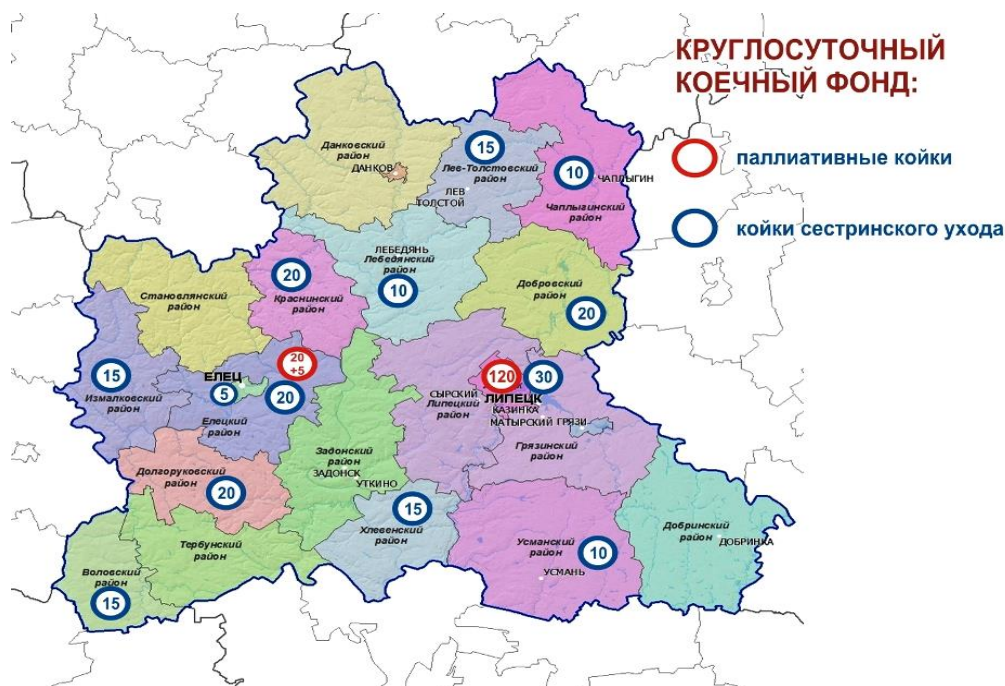 КРУГЛОСУТОЧНЫЙ
КОЕЧНЫЙ ФОНД:
паллиативные койки
койки сестринского ухода
Данковский
район
ДАНКОВ
15
Лев-Толстовский
район
ЛЕВ
ТОЛСТОЙ
10
ЧАПЛЫГИН
Чаплыгинский
район
ЛЕБЕДЯНЬ
Лебедянский
район
10
20
Краснинский
район
Становлянский
район
Добровский
район
20
15
Измалковский
район
ЕЛЕЦ
5
20
+5
20
Елецкий
район
120
30
ЛИПЕЦК
СЫРСКИЙ
Липецкий
район
КАЗИНКА
МАТЫРСКИЙ
ГРЯЗИ
Грязинский
район
Задонский
район
ЗАДОНСК
УТКИНО
Долгоруковский
район
20
15
Хлевенский
район
Тербунский
район
Воловский
район
15
Усманский
район
10
УСМАНЬ
Добринский
район
ДОБРИНКА